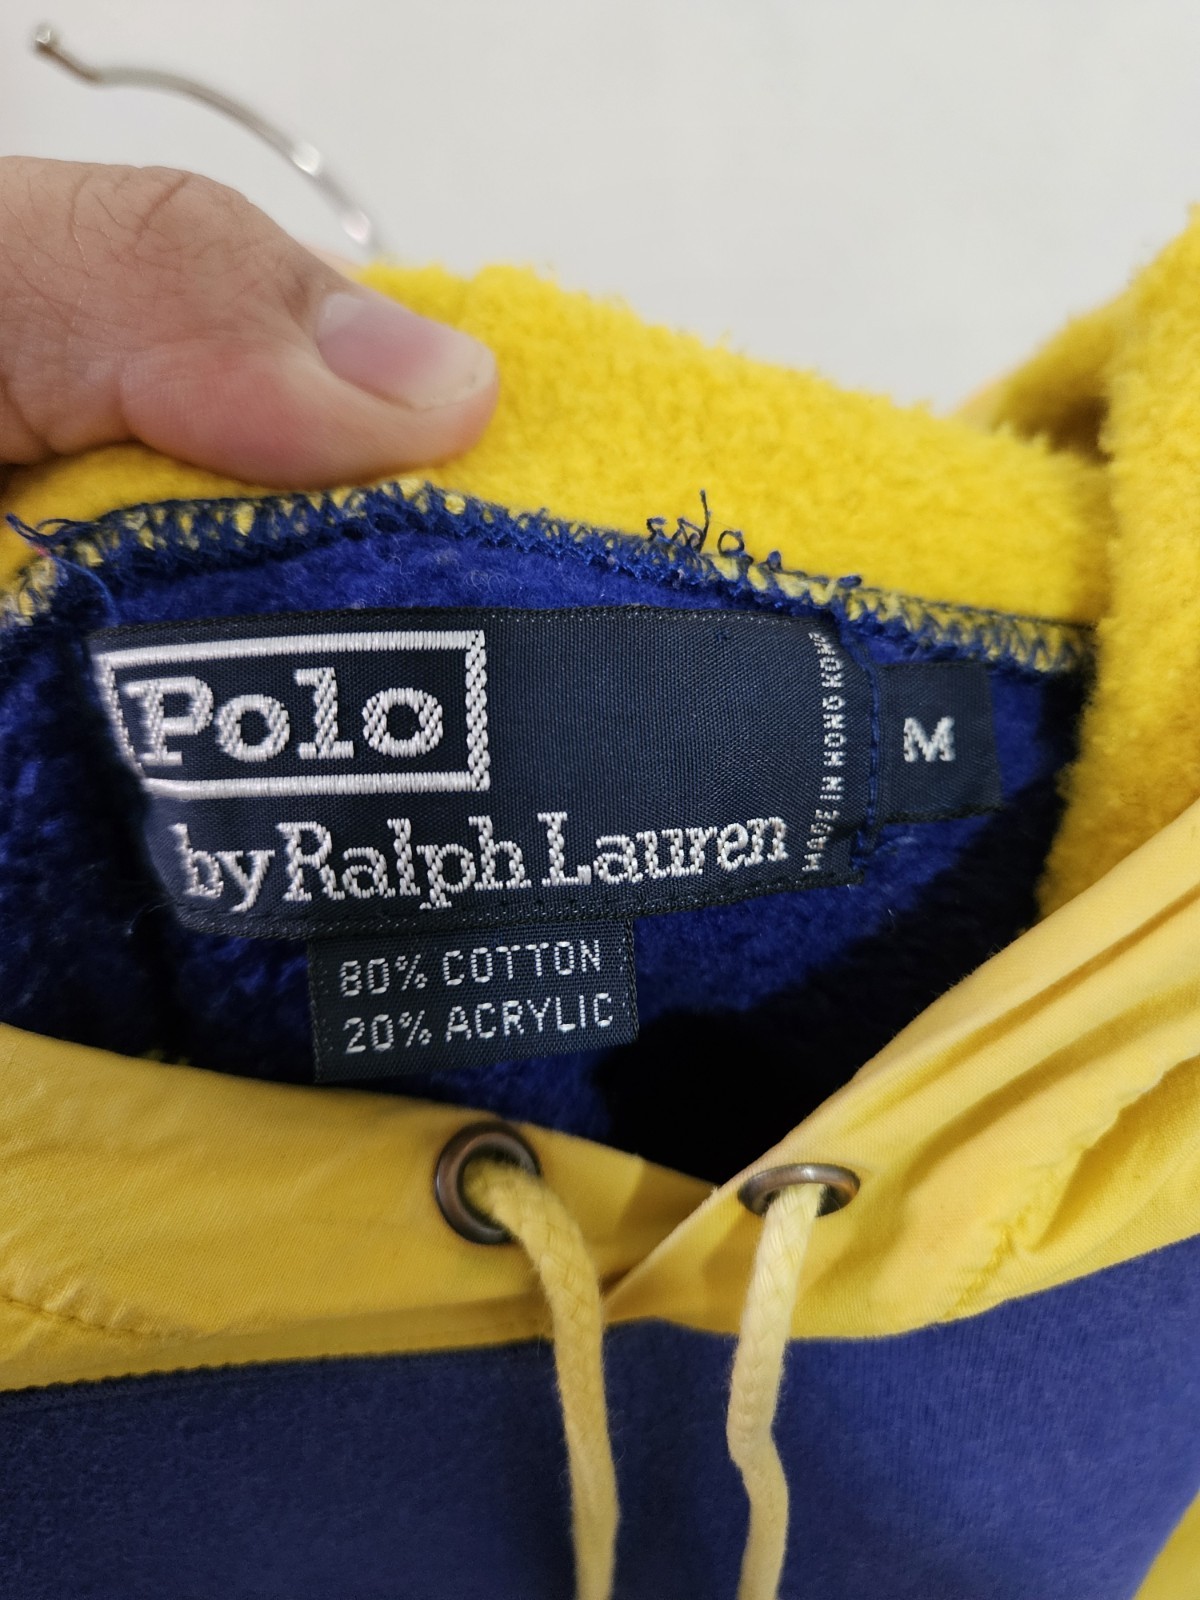 Polo
by Ralph Lauren
MADE IN HONG KONG
M
80% COTTON
20% ACRYLIC